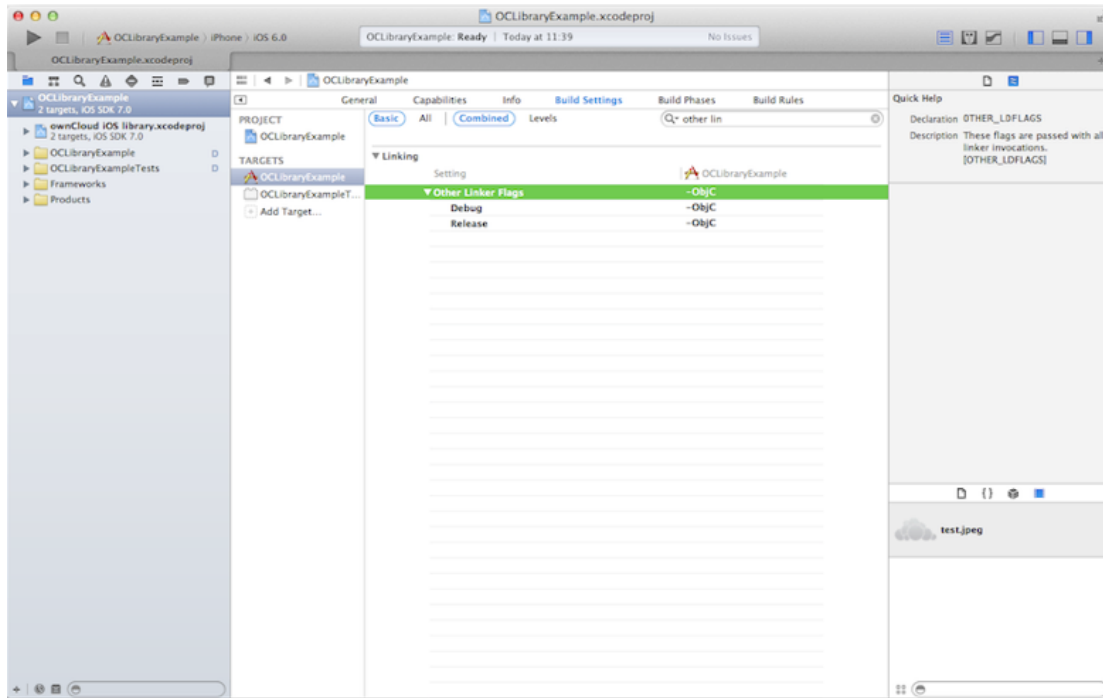 OCLibraryExample.xcodeproj
OCLibraryExample › iPhone › iOS 6.0
OCLibraryExample: Ready | Today at 11:39
No Issues
OCLibraryExample.xcodeproj
OCLibraryExample
2 targets, iOS SDK 7.0
ownCloud iOS library.xcodeproj
2 targets, iOS SDK 7.0
OCLibraryExample D
OCLibraryExampleTests D
Frameworks
Products
OCLibraryExample
General Capabilities Info Build Settings Build Phases Build Rules
PROJECT
OCLibraryExample
TARGETS
OCLibraryExample
OCLibraryExampleT...
Add Target...
Basic All Combined Levels
other lin
Linking
Setting OCLibraryExample
Other Linker Flags -ObjC
Debug -ObjC
Release -ObjC
Quick Help
Declaration OTHER_LDFLAGS
Description These flags are passed with all
linker invocations.
[OTHER_LDFLAGS]
{}
test.jpeg